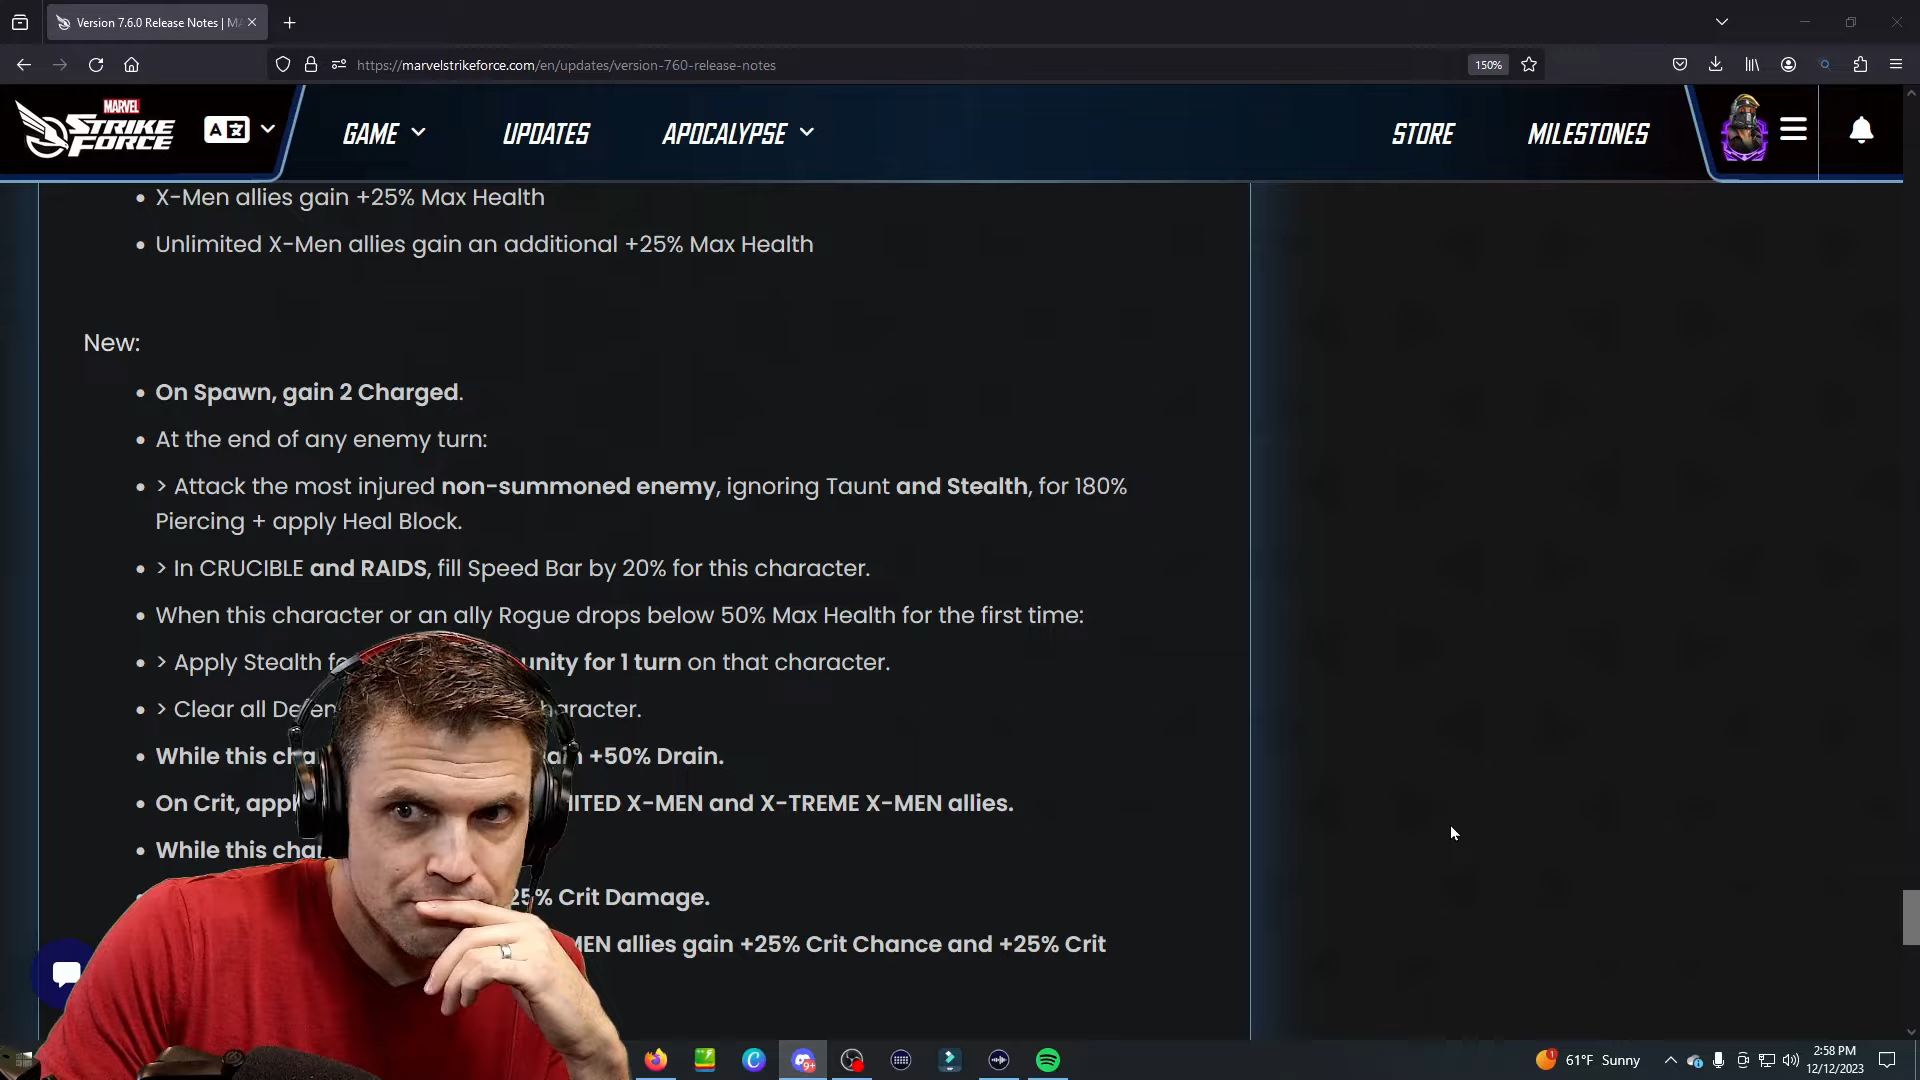 Version 7.6.0 Release Notes | MA
https://marvelstrikeforce.com/en/updates/version-760-release-notes
150%
MARVEL
STRIKE
FORCE
GAME
UPDATES
APOCALYPSE
STORE
MILESTONES
• X-Men allies gain +25% Max Health
• Unlimited X-Men allies gain an additional +25% Max Health
New:
• On Spawn, gain 2 Charged.
• At the end of any enemy turn:
• > Attack the most injured non-summoned enemy, ignoring Taunt and Stealth, for 180%
Piercing + apply Heal Block.
• > In CRUCIBLE and RAIDS, fill Speed Bar by 20% for this character.
• When this character or an ally Rogue drops below 50% Max Health for the first time:
• > Apply Stealth unity for 1 turn on that character.
• > Clear all aracter.
• While this +50% Drain.
• On Crit, X-MEN and X-TREME X-MEN allies.
• While this
25% Crit Damage.
MEN allies gain +25% Crit Chance and +25% Crit
9+
1
61°F Sunny
2:58 PM
12/12/2023